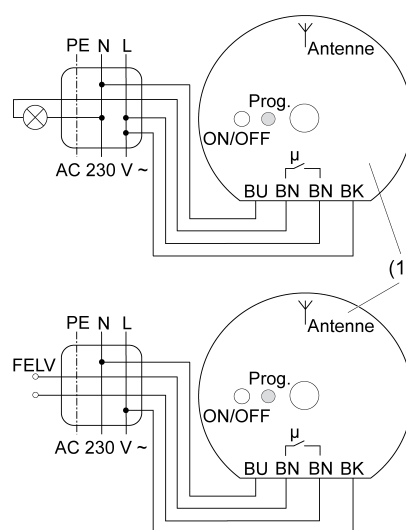 PE N L
Antenne
Prog.
ON/OFF
µ
AC 230 V ~
BU BN BN BK
(1
PE N L
Antenne
FELV
Prog.
ON/OFF
µ
AC 230 V ~
BU BN BN BK